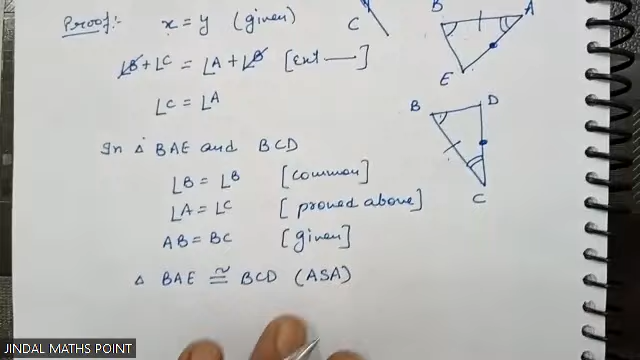 Proof:- x = y (given)
∠B + ∠C = ∠A + ∠B [Ext —]
∠C = ∠A
In △ BAE and BCD
∠B = ∠B [common]
∠A = ∠C [proved above]
AB = BC [given]
△ BAE ≅ BCD (ASA)
C
B
A
E
B
D
C
JINDAL MATHS POINT